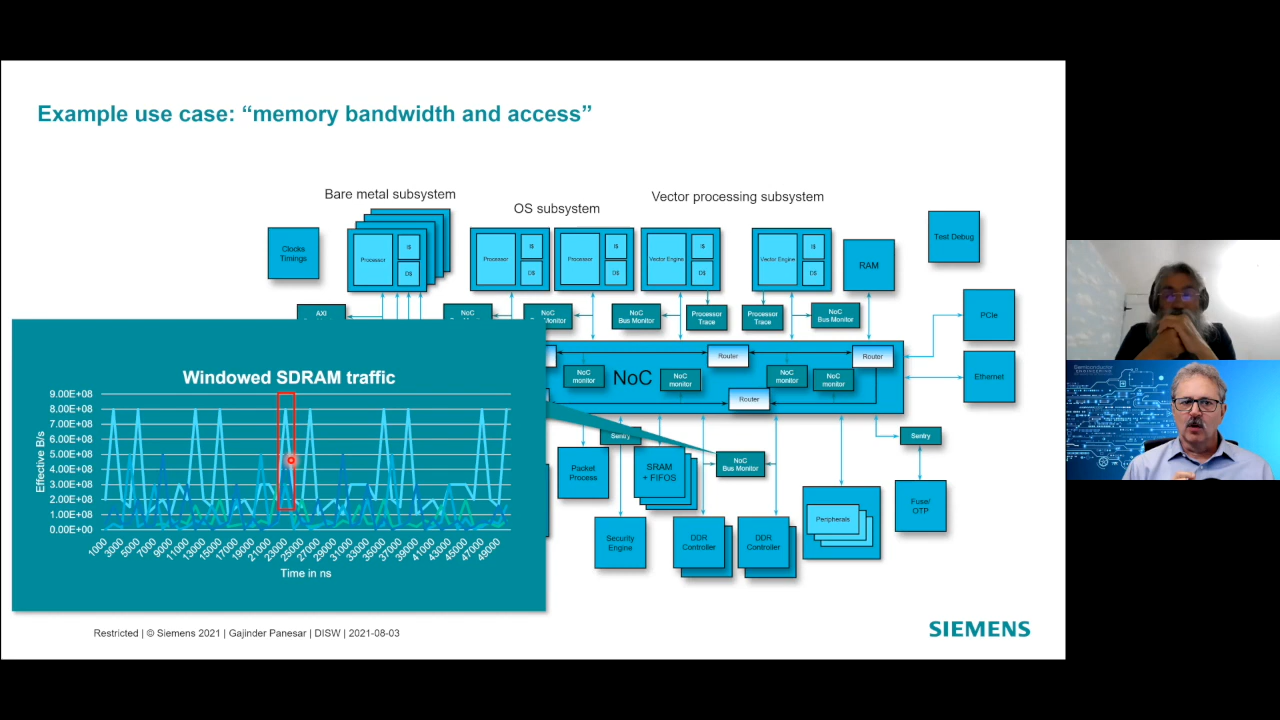 Example use case: “memory bandwidth and access”
Bare metal subsystem
OS subsystem
Vector processing subsystem
Clocks
Timings
Processor
I$
D$
Processor
I$
D$
Processor
I$
D$
Vector Engine
I$
D$
Vector Engine
I$
D$
RAM
Test Debug
AXI
NoC
NoC
NoC
Bus Monitor
Processor
Trace
Processor
Trace
NoC
Bus Monitor
PCIe
Ethernet
Router
Router
Router
NoC
monitor
NoC
NoC
monitor
NoC
monitor
NoC
monitor
Sentry
NoC
Bus Monitor
Sentry
Packet
Process
SRAM
+ FIFOS
Security
Engine
DDR
Controller
DDR
Controller
Peripherals
Fuse/
OTP
Windowed SDRAM traffic
Effective B/s
9.00E+08
8.00E+08
7.00E+08
6.00E+08
5.00E+08
4.00E+08
3.00E+08
2.00E+08
1.00E+08
0.00E+00
1000 3000 5000 7000 9000 11000 13000 15000 17000 19000 21000 23000 25000 27000 29000 31000 33000 35000 37000 39000 41000 43000 45000 47000 49000
Time in ns
Restricted | © Siemens 2021 | Gajinder Panesar | DISW | 2021-08-03
SIEMENS